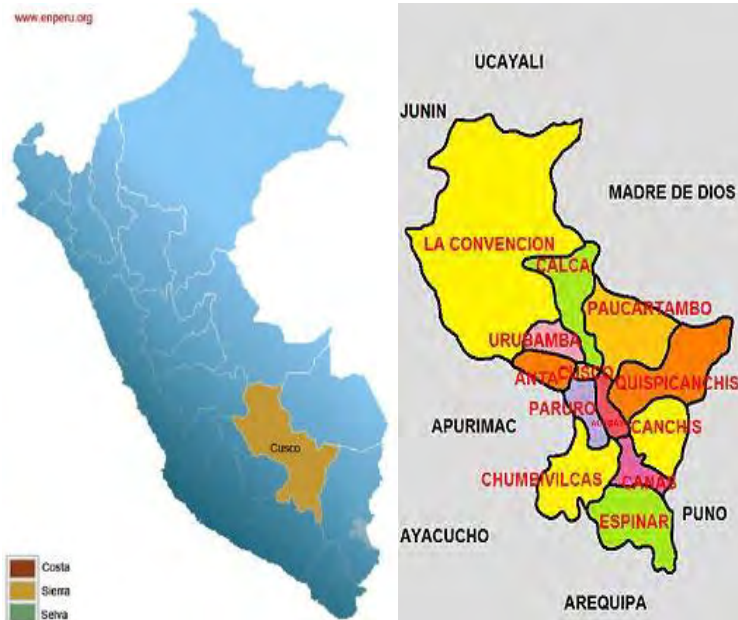 www.enperu.org
Cusco
Costa
Sierra
Selva
UCAYALI
JUNIN
MADRE DE DIOS
LA CONVENCION
CALCA
PAUCARTAMBO
URUBAMBA
CUSCO
ANTA
QUISPICANCHIS
PARURO
CANCHIS
APURIMAC
CHUMBIVILCAS
CANAS
ESPINAR
PUNO
AYACUCHO
AREQUIPA